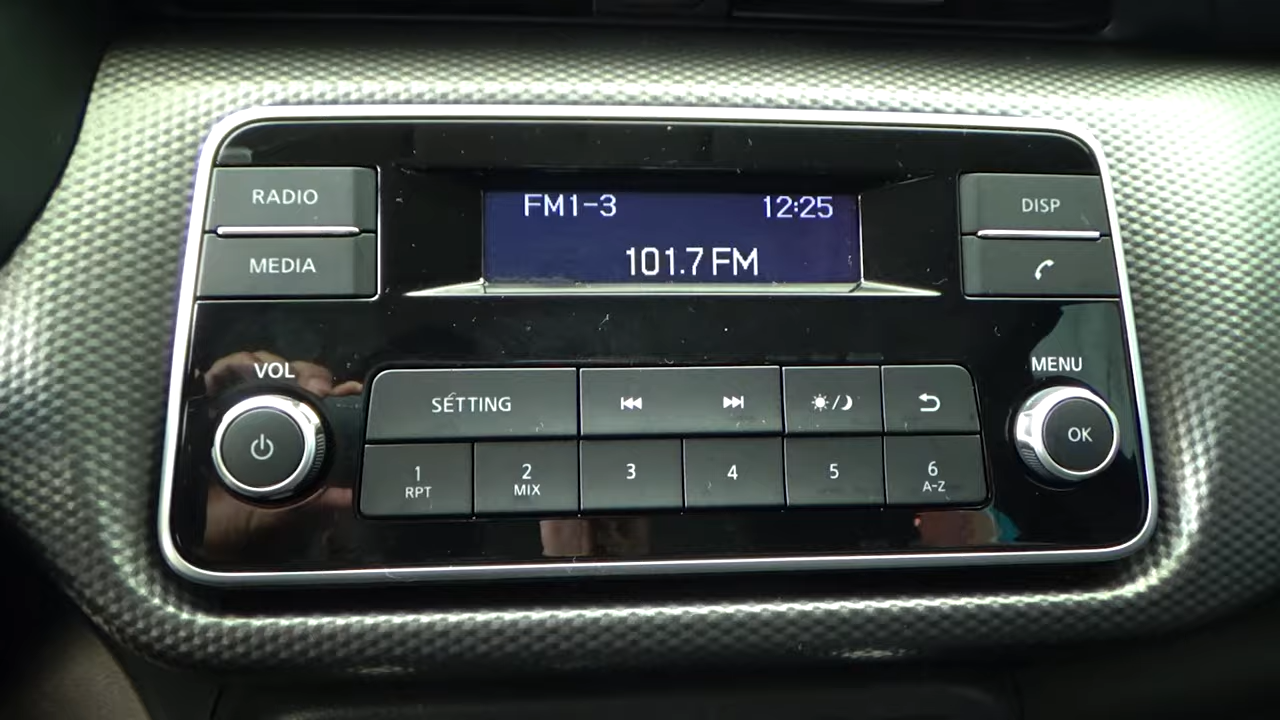 RADIO
FM1-3 12:25
DISP
MEDIA
101.7 FM
VOL
MENU
SETTING
OK
1 2 3 4 5 6
RPT MIX A-Z